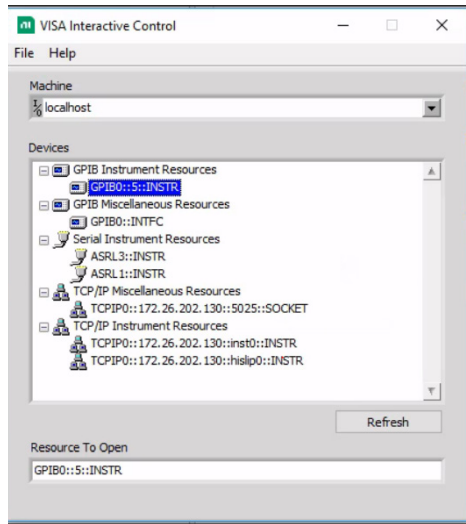 VISA Interactive Control
File Help
Machine
localhost
Devices
GPIB Instrument Resources
GPIB0::5::INSTR
GPIB Miscellaneous Resources
GPIB0::INTFC
Serial Instrument Resources
ASRL3::INSTR
ASRL1::INSTR
TCP/IP Miscellaneous Resources
TCPIP0::172.26.202.130::5025::SOCKET
TCP/IP Instrument Resources
TCPIP0::172.26.202.130::inst0::INSTR
TCPIP0::172.26.202.130::hislip0::INSTR
Refresh
Resource To Open
GPIB0::5::INSTR